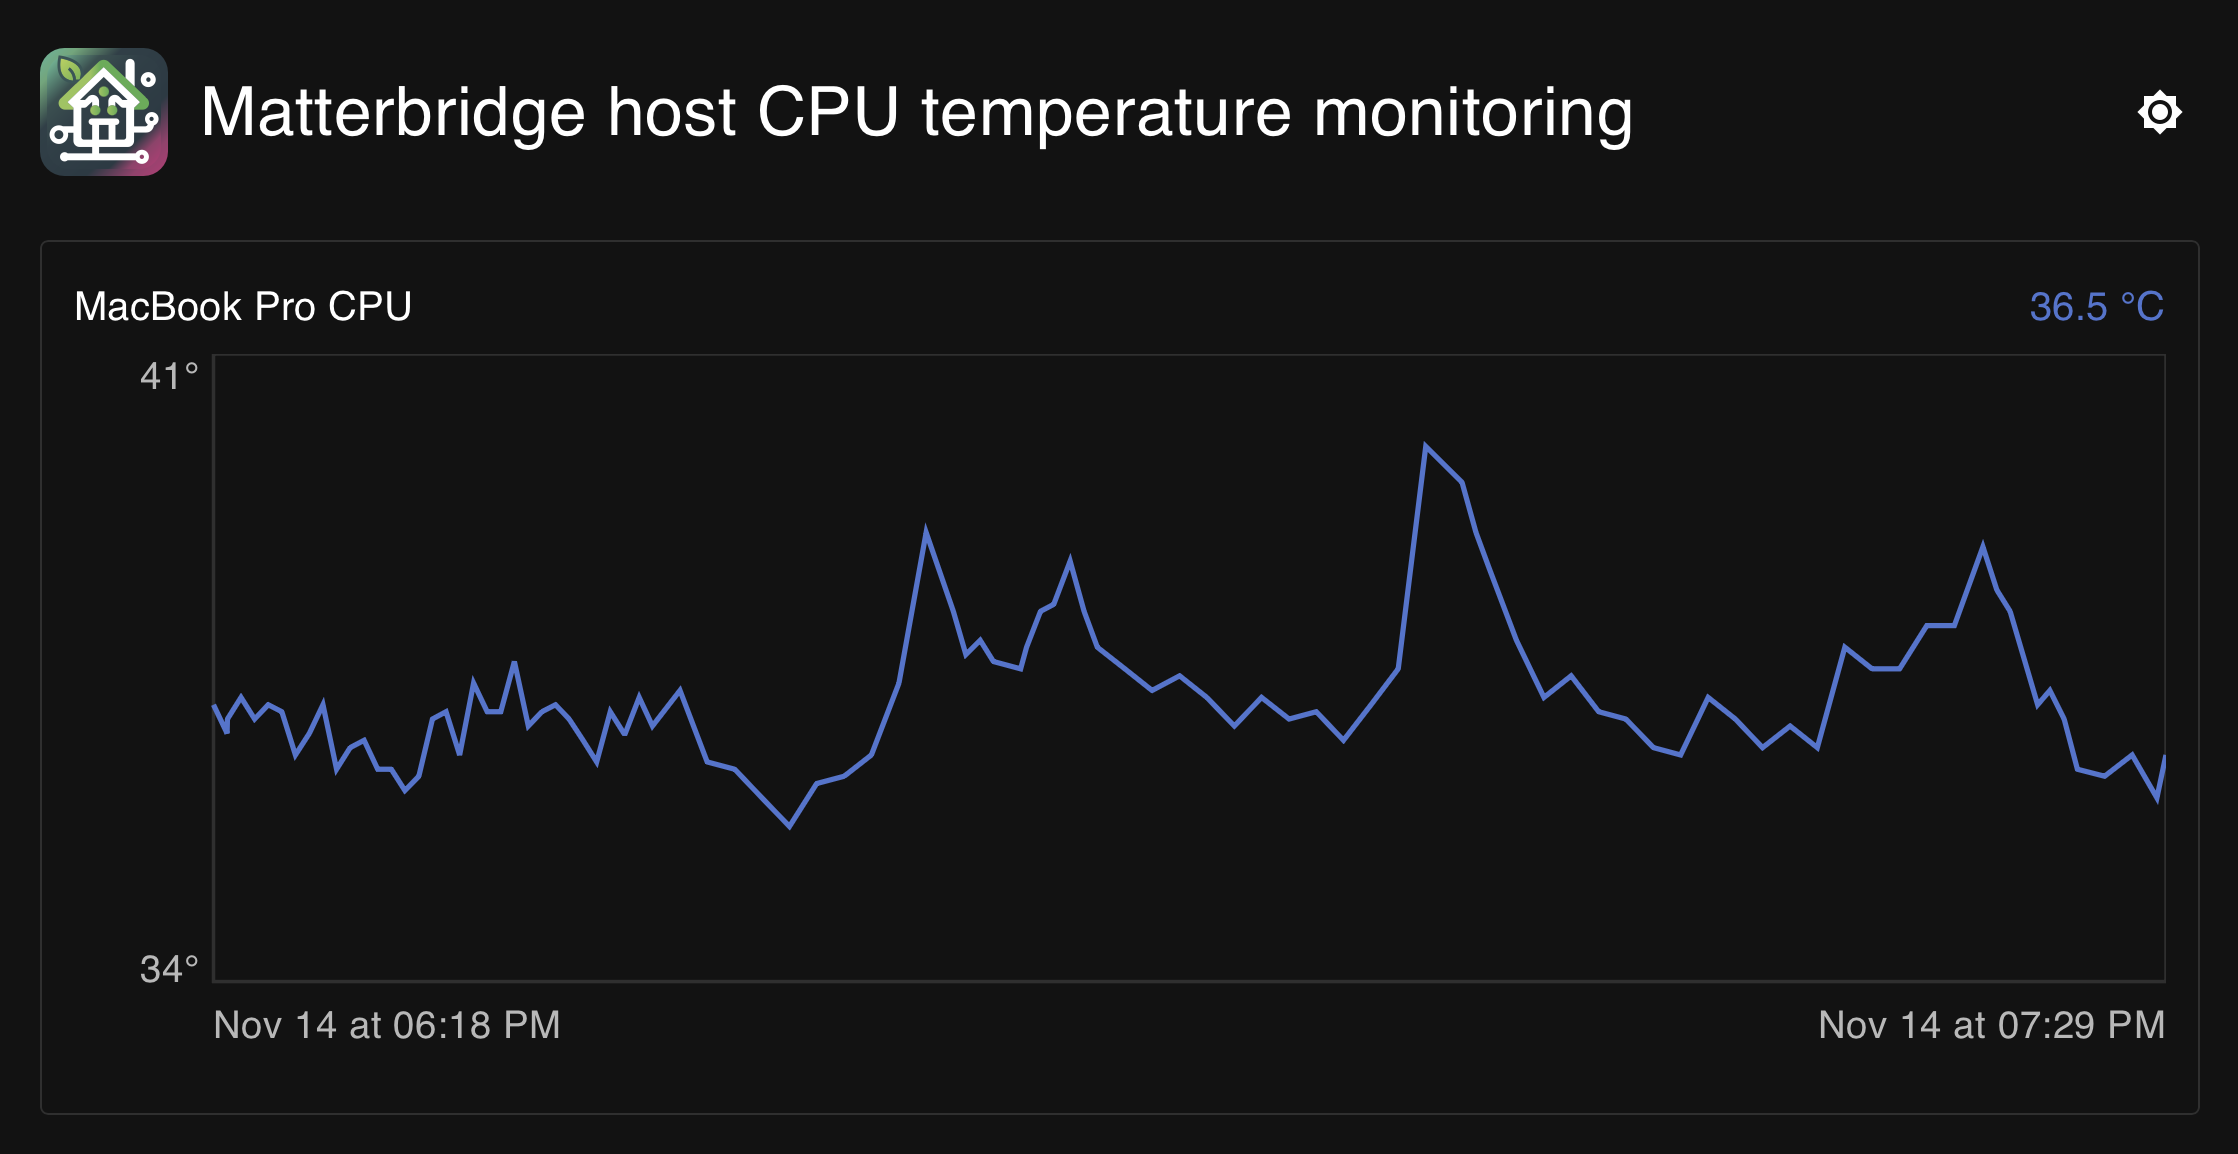 Matterbridge host CPU temperature monitoring
MacBook Pro CPU
36.5 °C
41°
34°
Nov 14 at 06:18 PM
Nov 14 at 07:29 PM